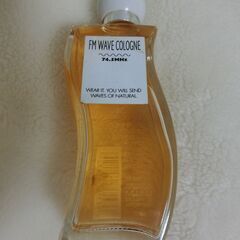 FM WAVE COLOGNE
74.5MHz
WEAR IT. YOU WILL SEND
WAVES OF NATURAL.